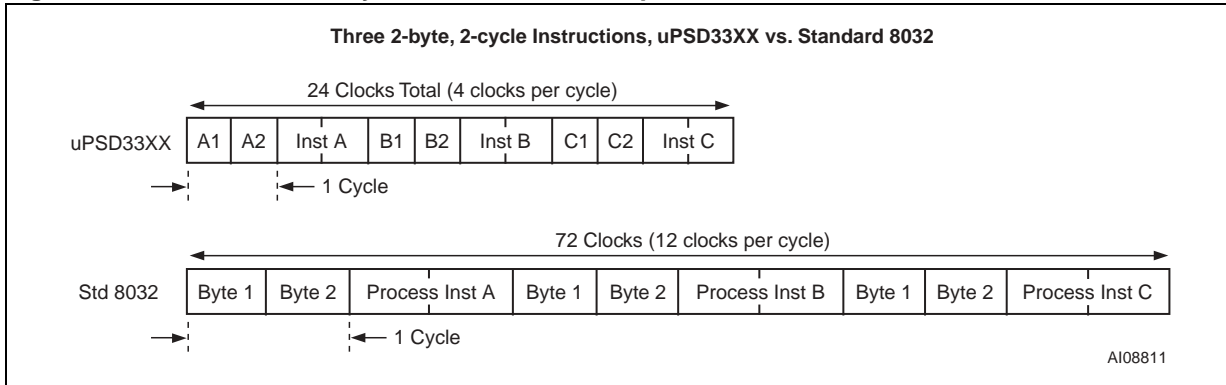 Three 2-byte, 2-cycle Instructions, uPSD33XX vs. Standard 8032
24 Clocks Total (4 clocks per cycle)
uPSD33XX A1 A2 Inst A B1 B2 Inst B C1 C2 Inst C
1 Cycle
72 Clocks (12 clocks per cycle)
Std 8032 Byte 1 Byte 2 Process Inst A Byte 1 Byte 2 Process Inst B Byte 1 Byte 2 Process Inst C
1 Cycle
AI08811